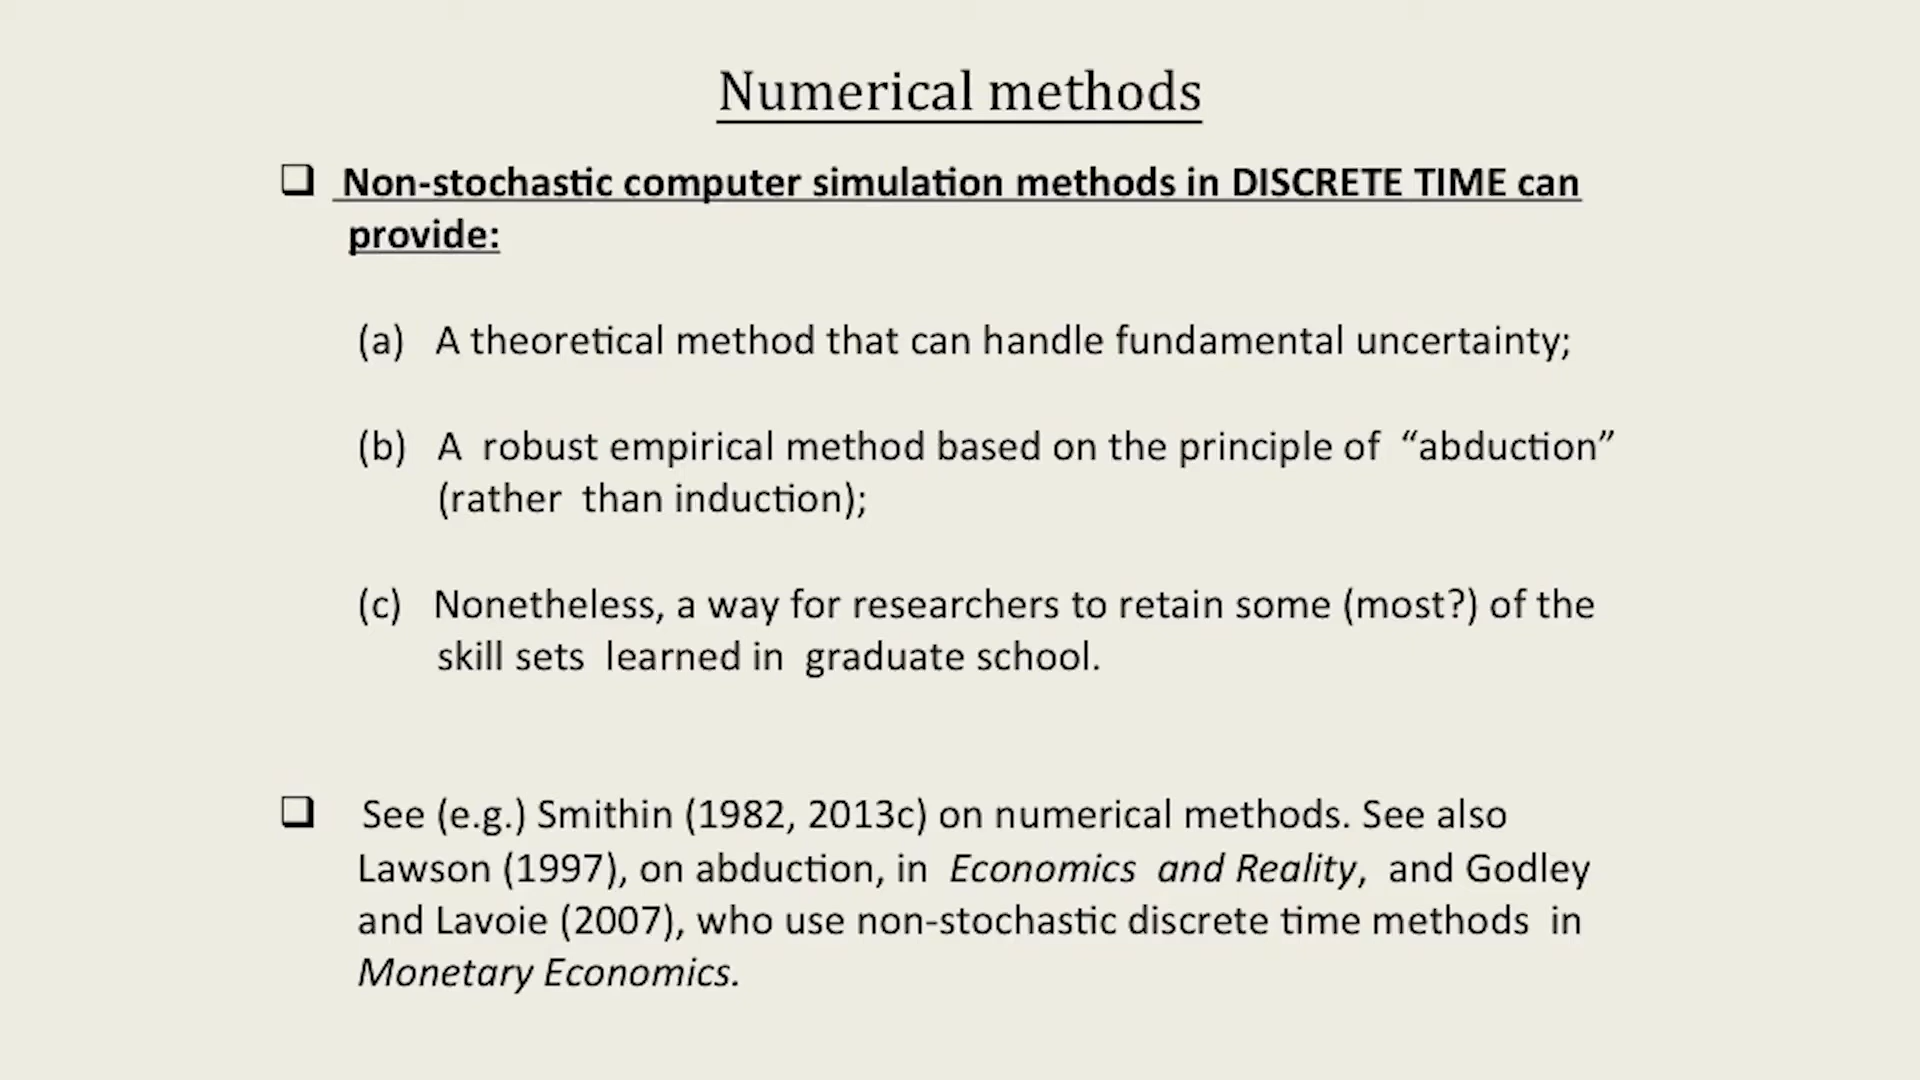 Numerical methods
Non-stochastic computer simulation methods in DISCRETE TIME can
provide:
(a) A theoretical method that can handle fundamental uncertainty;
(b) A robust empirical method based on the principle of “abduction”
(rather than induction);
(c) Nonetheless, a way for researchers to retain some (most?) of the
skill sets learned in graduate school.
See (e.g.) Smithin (1982, 2013c) on numerical methods. See also
Lawson (1997), on abduction, in Economics and Reality, and Godley
and Lavoie (2007), who use non-stochastic discrete time methods in
Monetary Economics.